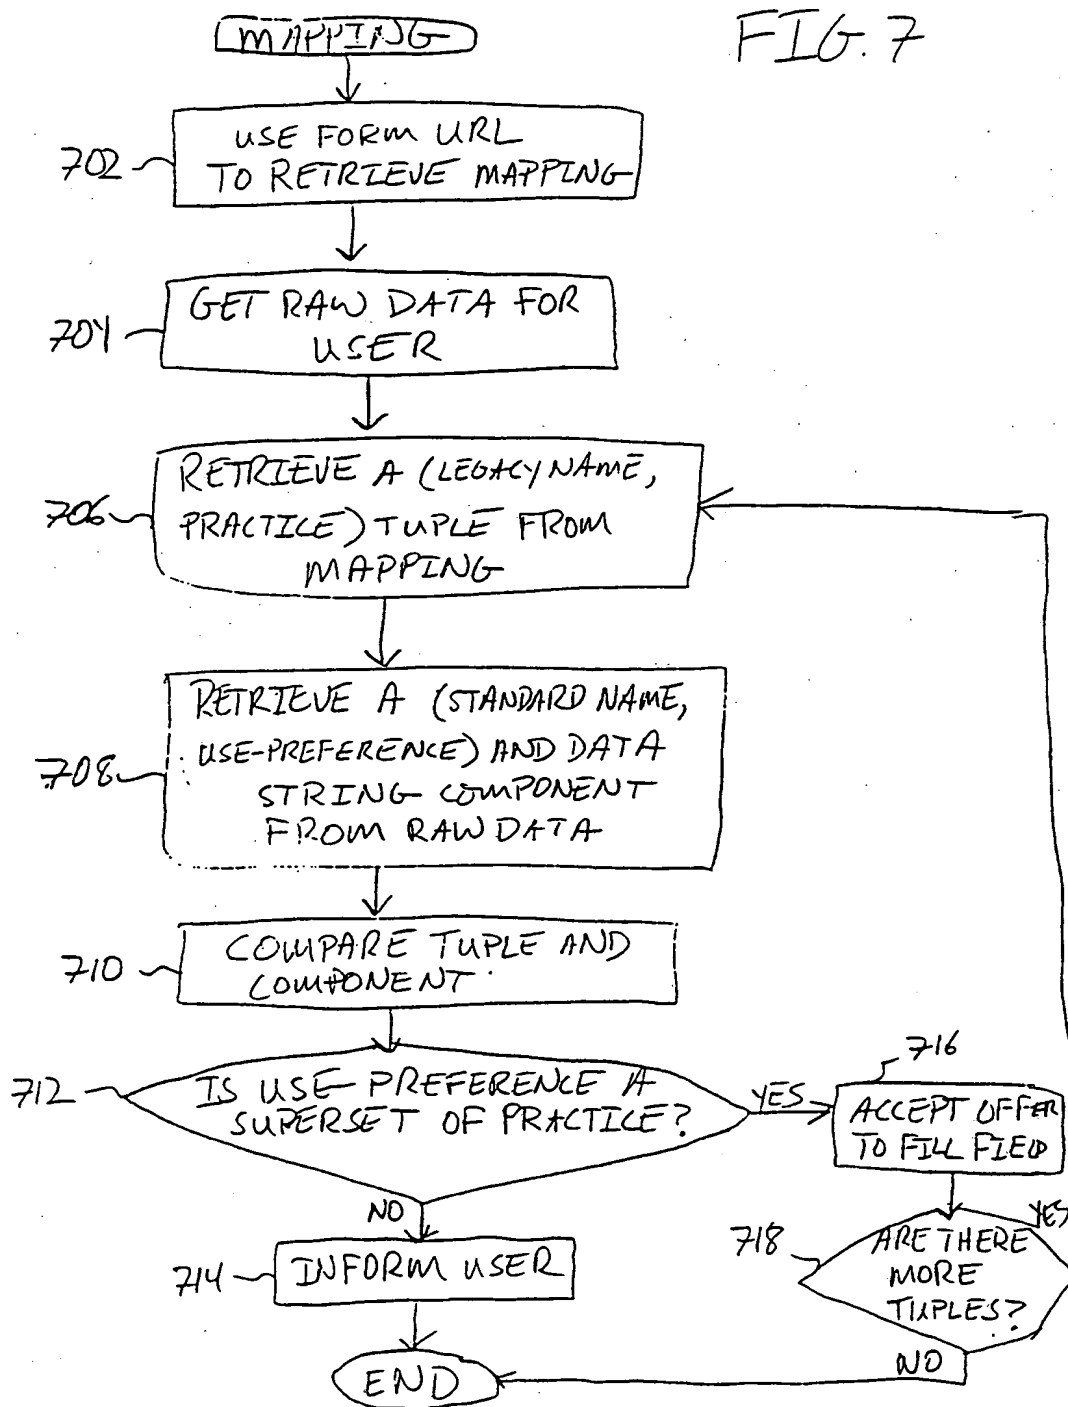 MAPPING
FIG. 7
702
USE FORM URL
TO RETRIEVE MAPPING
704
GET RAW DATA FOR
USER
706
RETRIEVE A (LEGACY NAME,
PRACTICE) TUPLE FROM
MAPPING
708
RETRIEVE A (STANDARD NAME,
USE-PREFERENCE) AND DATA
STRING COMPONENT
FROM RAW DATA
710
COMPARE TUPLE AND
COMPONENT
712
IS USE-PREFERENCE A
SUPERSET OF PRACTICE?
YES
716
ACCEPT OFFER
TO FILL FIELD
NO
714
INFORM USER
718
ARE THERE
MORE
TUPLES?
YES
NO
END